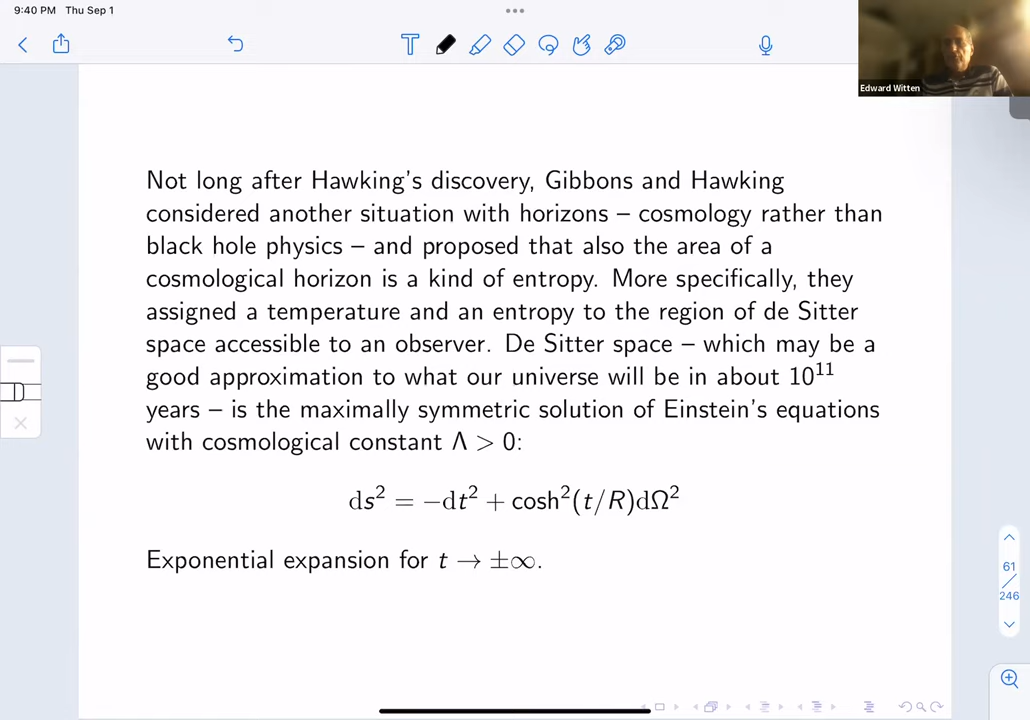 9:40 PM Thu Sep 1
Edward Witten
Not long after Hawking's discovery, Gibbons and Hawking
considered another situation with horizons – cosmology rather than
black hole physics – and proposed that also the area of a
cosmological horizon is a kind of entropy. More specifically, they
assigned a temperature and an entropy to the region of de Sitter
space accessible to an observer. De Sitter space – which may be a
good approximation to what our universe will be in about 10¹¹
years – is the maximally symmetric solution of Einstein's equations
with cosmological constant Λ > 0:
ds² = −dt² + cosh²(t/R)dΩ²
Exponential expansion for t → ±∞.
61
/
246